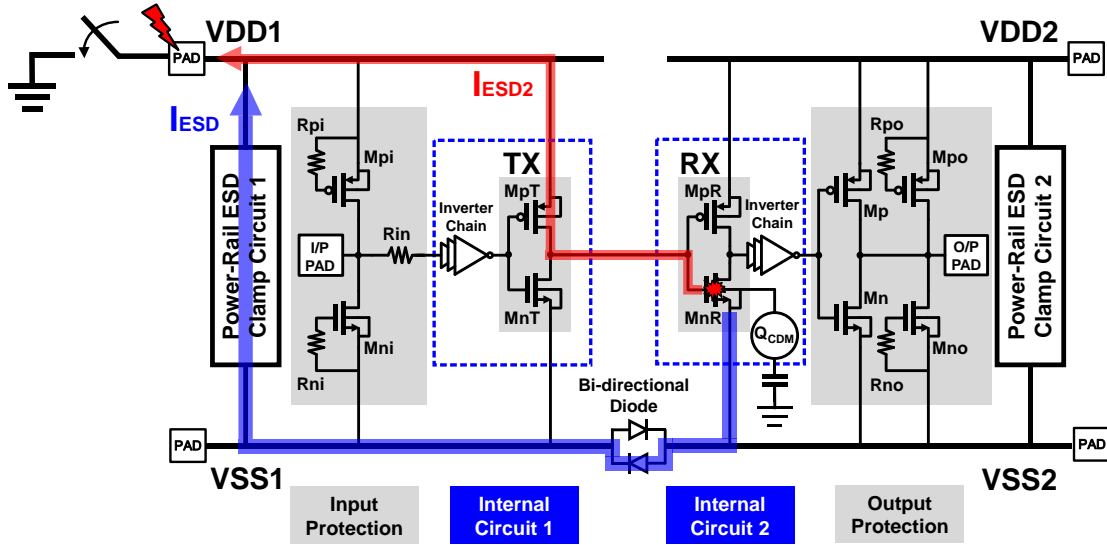 VDD1
VDD2
PAD
PAD
IESD2
IESD
Rpi
Mpi
TX
RX
Rpo
Mpo
MpT
MpR
Mp
Power-Rail ESD
Clamp Circuit 1
Inverter
Chain
Inverter
Chain
Power-Rail ESD
Clamp Circuit 2
I/P
PAD
Rin
O/P
PAD
Mn
MnT
MnR
QCDM
Mni
Mno
Rni
Rno
Bi-directional
Diode
PAD
PAD
VSS1
VSS2
Input
Protection
Internal
Circuit 1
Internal
Circuit 2
Output
Protection